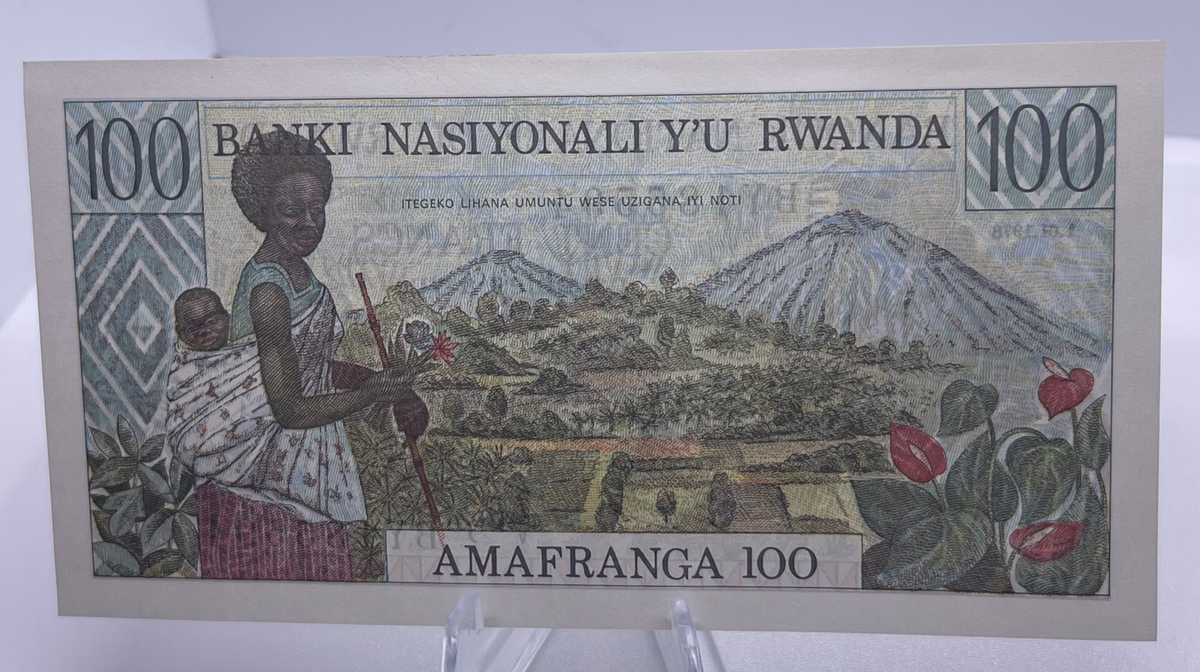 100 BANKI NASIYONALI Y'U RWANDA 100
ITEGEKO LIHANA UMUNTU WESE UZIGANA IYI NOTI
AMAFRANGA 100